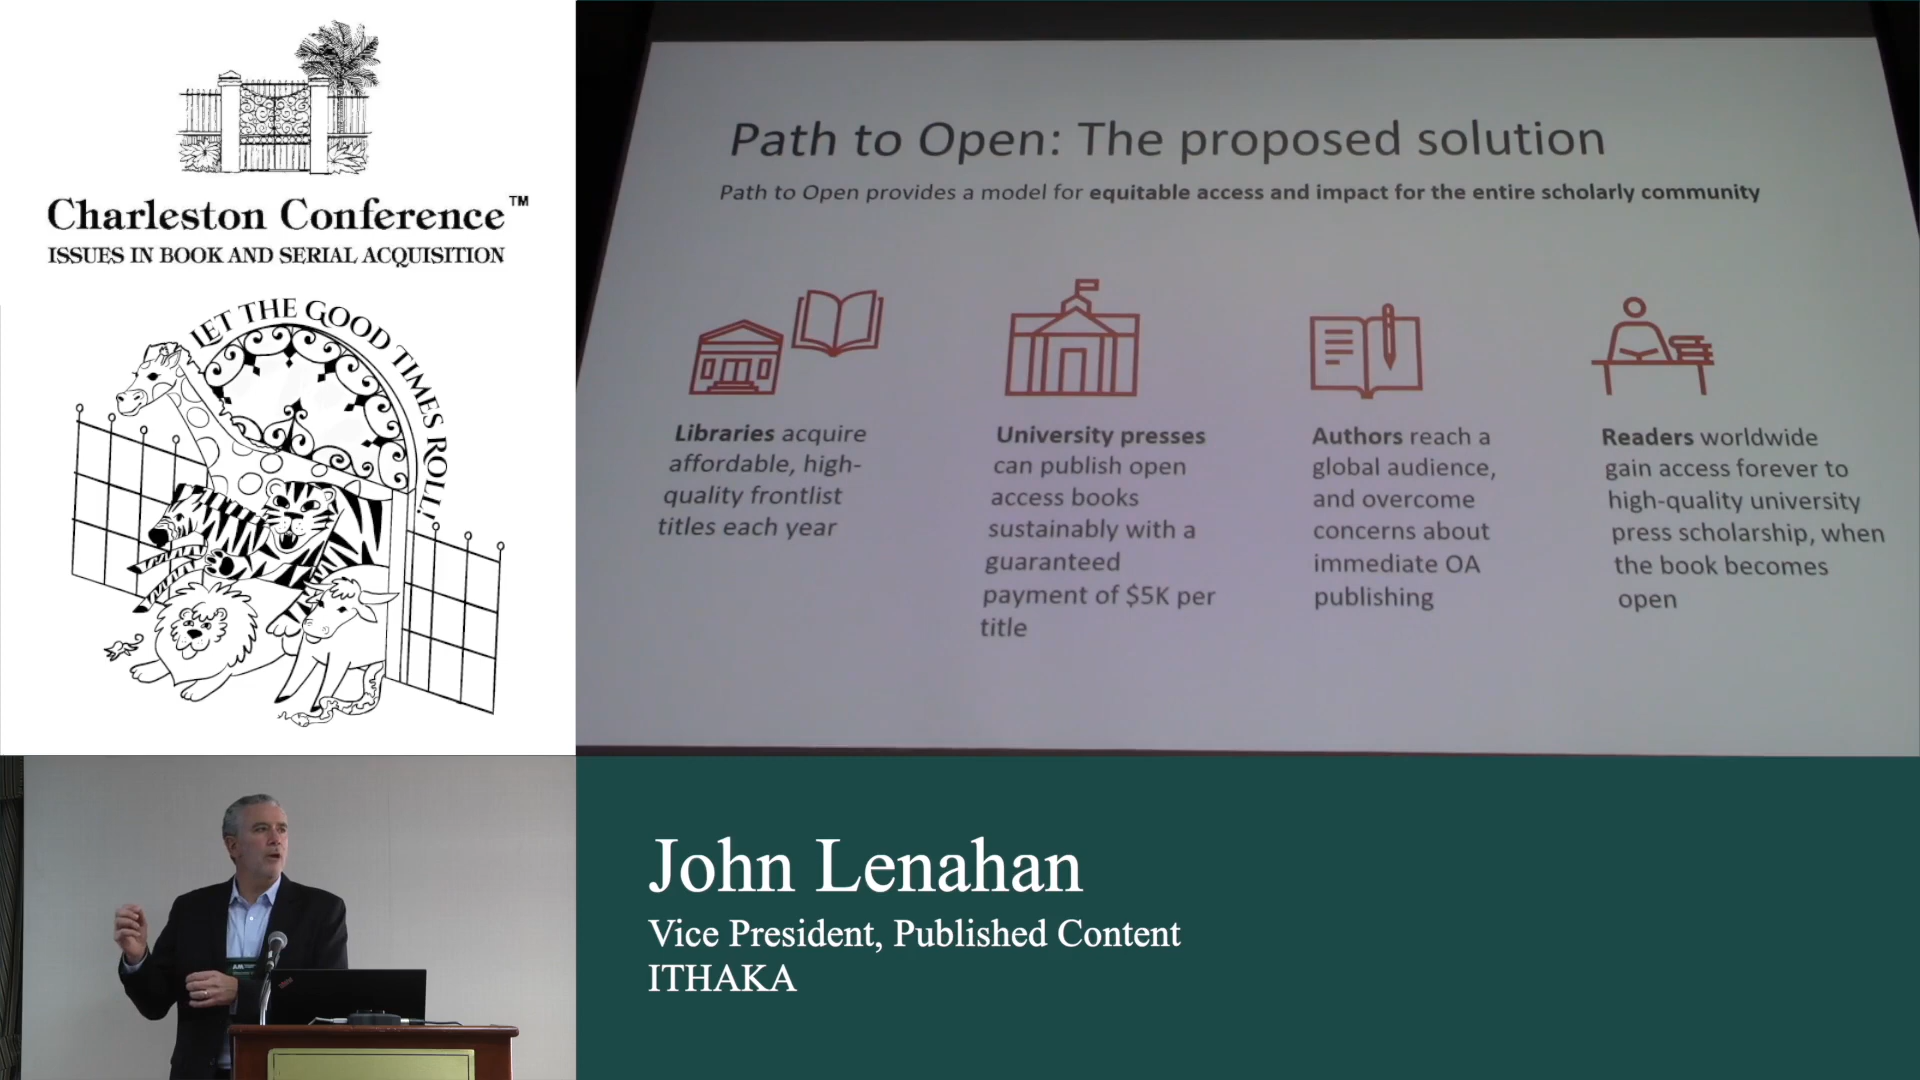 Charleston Conference™
ISSUES IN BOOK AND SERIAL ACQUISITION
LET THE GOOD TIMES ROLL!
Path to Open: The proposed solution
Path to Open provides a model for equitable access and impact for the entire scholarly community
Libraries acquire
affordable, high-
quality frontlist
titles each year
University presses
can publish open
access books
sustainably with a
guaranteed
payment of $5K per
title
Authors reach a
global audience,
and overcome
concerns about
immediate OA
publishing
Readers worldwide
gain access forever to
high-quality university
press scholarship, when
the book becomes
open
John Lenahan
Vice President, Published Content
ITHAKA